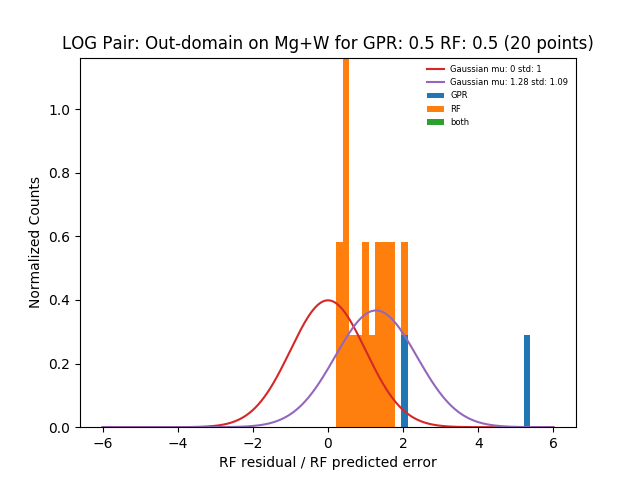 LOG Pair: Out-domain on Mg+W for GPR: 0.5 RF: 0.5 (20 points)
Gaussian mu: 0 std: 1
Gaussian mu: 1.28 std: 1.09
GPR
RF
both
Normalized Counts
1.0
0.8
0.6
0.4
0.2
0.0
−6
−4
−2
0
2
4
6
RF residual / RF predicted error